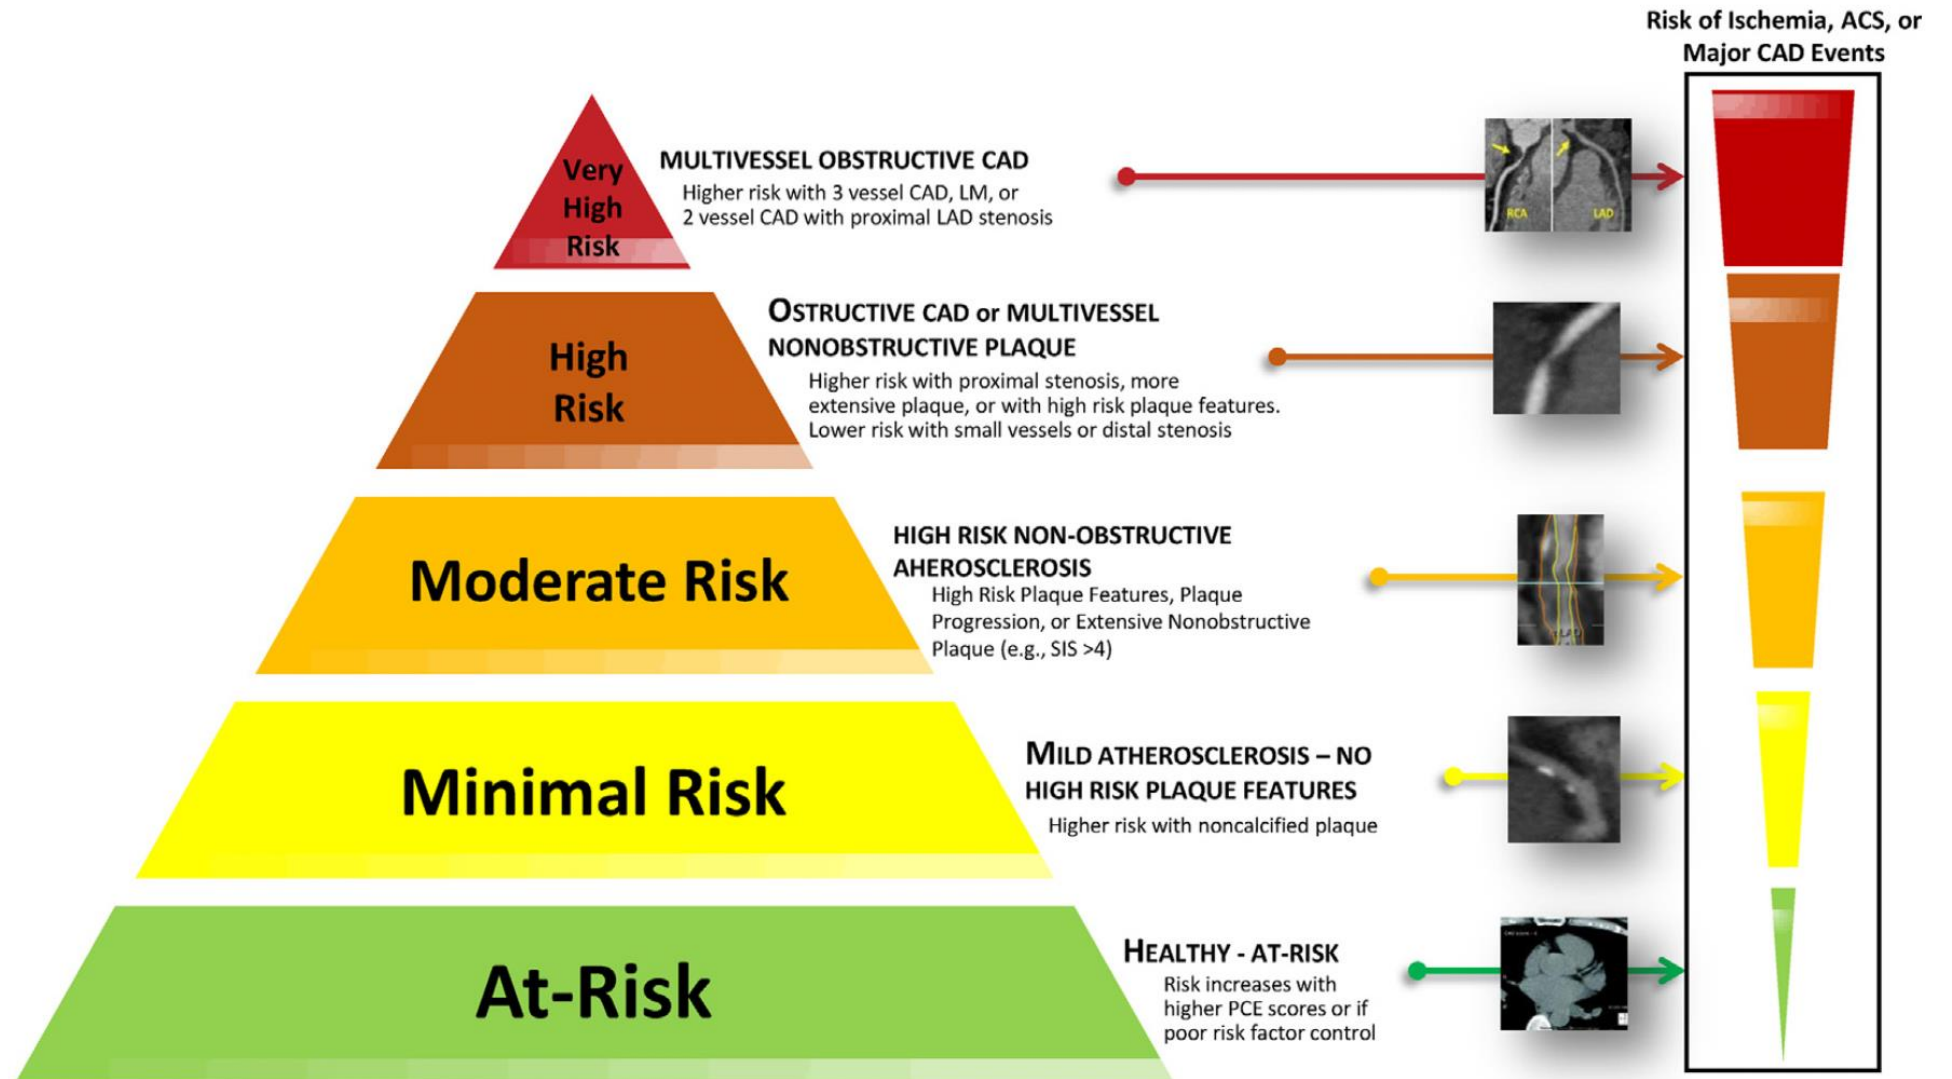 Risk of Ischemia, ACS, or
Major CAD Events
Very
High
Risk
MULTIVESSEL OBSTRUCTIVE CAD
Higher risk with 3 vessel CAD, LM, or
2 vessel CAD with proximal LAD stenosis
RCA
LAD
High
Risk
OSTRUCTIVE CAD or MULTIVESSEL
NONOBSTRUCTIVE PLAQUE
Higher risk with proximal stenosis, more
extensive plaque, or with high risk plaque features.
Lower risk with small vessels or distal stenosis
Moderate Risk
HIGH RISK NON-OBSTRUCTIVE
AHEROSCLEROSIS
High Risk Plaque Features, Plaque
Progression, or Extensive Nonobstructive
Plaque (e.g., SIS >4)
Minimal Risk
MILD ATHEROSCLEROSIS – NO
HIGH RISK PLAQUE FEATURES
Higher risk with noncalcified plaque
At-Risk
HEALTHY - AT-RISK
Risk increases with
higher PCE scores or if
poor risk factor control